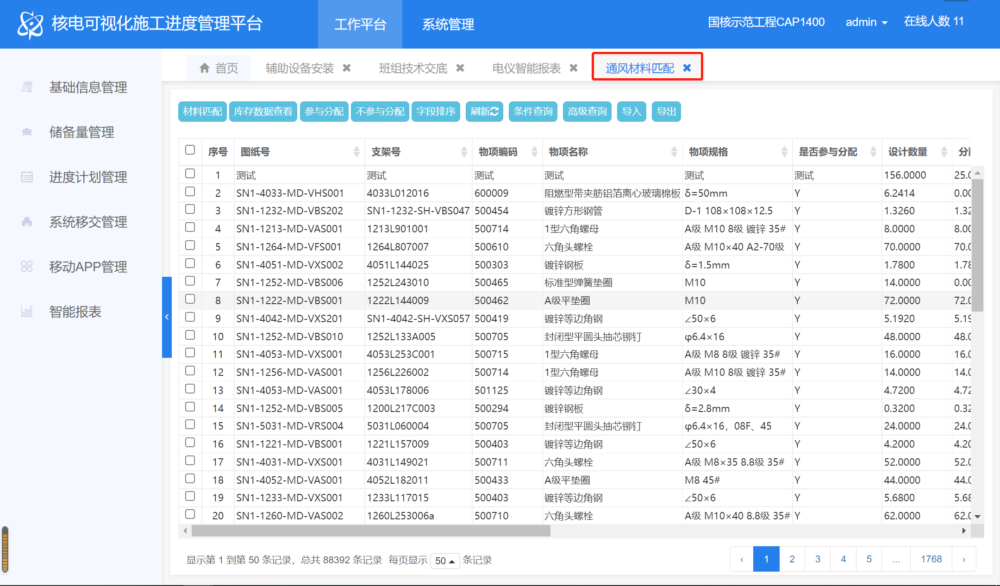 核电可视化施工进度管理平台 工作平台 系统管理 国核示范工程CAP1400 admin 在线人数 11
首页 辅助设备安装 班组技术交底 电仪智能报表 通风材料匹配
基础信息管理
储备量管理
进度计划管理
系统移交管理
移动APP管理
智能报表
材料匹配 库存数据查看 参与分配 不参与分配 字段排序 刷新 条件查询 高级查询 导入 导出
序号 图纸号 支架号 物项编码 物项名称 物项规格 是否参与分配 设计数量 分
1 测试 测试 测试 测试 测试 测试 156.0000 25.0
2 SN1-4033-MD-VHS001 4033L012016 600009 阻燃型带夹筋铝箔离心玻璃棉板 δ=50mm Y 6.2414 0.00
3 SN1-1232-MD-VBS202 SN1-1232-SH-VBS047 500454 镀锌方形钢管 D-1 108×108×12.5 Y 1.3260 1.32
4 SN1-1213-MD-VAS001 1213L901001 500714 1型六角螺母 A级 M10 8级 镀锌 35# Y 8.0000 8.00
5 SN1-1264-MD-VFS001 1264L807007 500610 六角头螺栓 A级 M10×40 A2-70级 Y 70.0000 70.0
6 SN1-4051-MD-VXS002 4051L144025 500303 镀锌钢板 δ=1.5mm Y 1.7800 1.78
7 SN1-1252-MD-VBS006 1252L243010 500465 标准型弹簧垫圈 M10 Y 14.0000 0.00
8 SN1-1222-MD-VBS001 1222L144009 500462 A级平垫圈 M10 Y 72.0000 72.0
9 SN1-4042-MD-VXS201 SN1-4042-SH-VXS057 500419 镀锌等边角钢 ∠50×6 Y 5.1920 5.19
10 SN1-1252-MD-VBS010 1252L133A005 500705 封闭型平圆头抽芯铆钉 φ6.4×16 Y 48.0000 48.0
11 SN1-4053-MD-VXS001 4053L253C001 500715 1型六角螺母 A级 M8 8级 镀锌 35# Y 16.0000 16.0
12 SN1-1256-MD-VAS001 1256L226002 500714 1型六角螺母 A级 M10 8级 镀锌 35# Y 14.0000 14.0
13 SN1-4053-MD-VAS001 4053L178006 501125 镀锌等边角钢 ∠30×4 Y 4.7200 4.72
14 SN1-1252-MD-VBS005 1200L217C003 500294 镀锌钢板 δ=2.8mm Y 0.3200 0.32
15 SN1-5031-MD-VRS004 5031L060004 500705 封闭型平圆头抽芯铆钉 φ6.4×16，08F、45 Y 24.0000 24.0
16 SN1-1221-MD-VBS001 1221L157009 500403 镀锌等边角钢 ∠50×6 Y 4.2000 4.20
17 SN1-4031-MD-VXS001 4031L149021 500711 六角头螺栓 A级 M8×35 8.8级 35# Y 52.0000 52.0
18 SN1-4052-MD-VAS001 4052L182011 500433 A级平垫圈 M8 45# Y 44.0000 44.0
19 SN1-1233-MD-VXS001 1233L117015 500403 镀锌等边角钢 ∠50×6 Y 5.6800 5.68
20 SN1-1260-MD-VAS002 1260L253006a 500710 六角头螺栓 A级 M10×40 8.8级 35# Y 62.0000 62.0
显示第 1 到第 50 条记录，总共 88392 条记录 每页显示 50 条记录 ‹ 1 2 3 4 5 ... 1768 ›